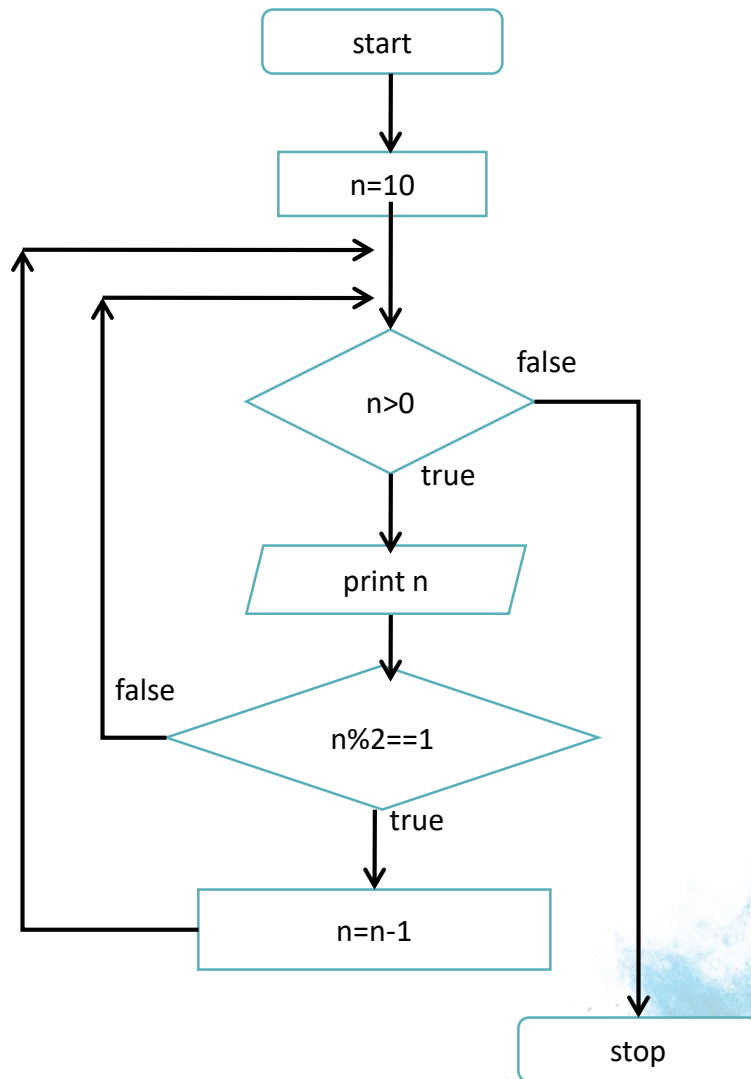 start
n=10
false
n>0
true
print n
false
n%2==1
true
n=n-1
stop